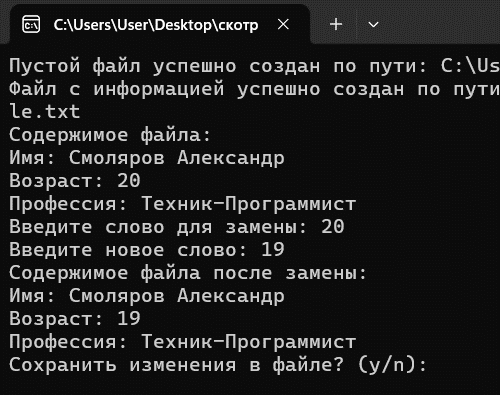 C:\Users\User\Desktop\скотр
Пустой файл успешно создан по пути: C:\Us
Файл с информацией успешно создан по пути
le.txt
Содержимое файла:
Имя: Смоляров Александр
Возраст: 20
Профессия: Техник-Программист
Введите слово для замены: 20
Введите новое слово: 19
Содержимое файла после замены:
Имя: Смоляров Александр
Возраст: 19
Профессия: Техник-Программист
Сохранить изменения в файле? (y/n):